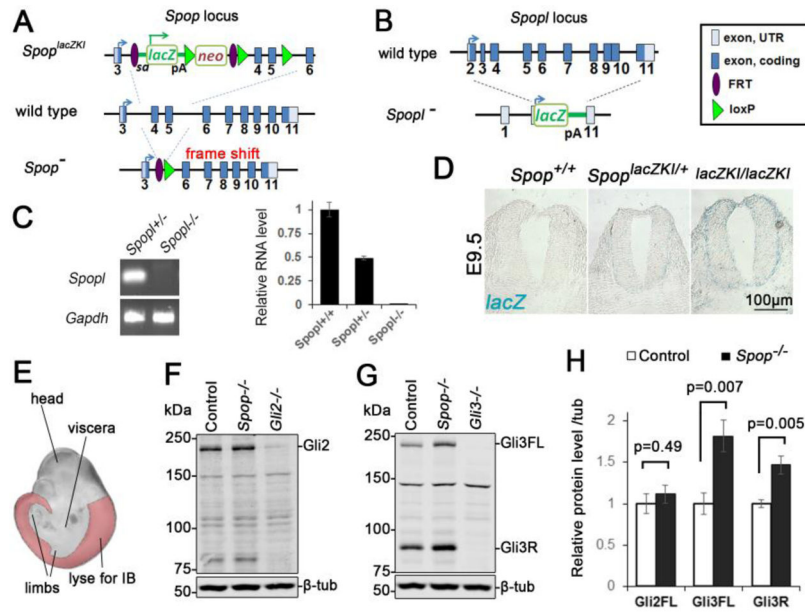 A
Spop locus
Spop lacZKI
sa
lacZ
pA
neo
3
4 5
6
wild type
3
4 5
6 7 8 9 10 11
frame shift
Spop -
3
6
7 8 9 10 11
B
Spopl locus
wild type
2 3 4 5 6 7 8 9 10 11
Spopl -
lacZ
1
pA 11
exon, UTR
exon, coding
FRT
loxP
C
Spopl+/-
Spopl-/-
Spopl
Gapdh
Relative RNA level
1
0.5
0
Spopl+/+
Spopl+/-
Spopl-/-
D
Spop+/+
Spop lacZKI/+
lacZKI/lacZKI
E9.5
lacZ
100µm
E
head
viscera
limbs
lyse for IB
F
kDa
Control
Spop-/-
Gli2-/-
250
150
100
75
50
Gli2
β-tub
G
kDa
Control
Spop-/-
Gli3-/-
250
150
100
75
50
Gli3FL
Gli3R
β-tub
H
Control
Spop-/-
Relative protein level /tub
2
1.5
1
0.5
0
p=0.49
p=0.007
p=0.005
Gli2FL
Gli3FL
Gli3R